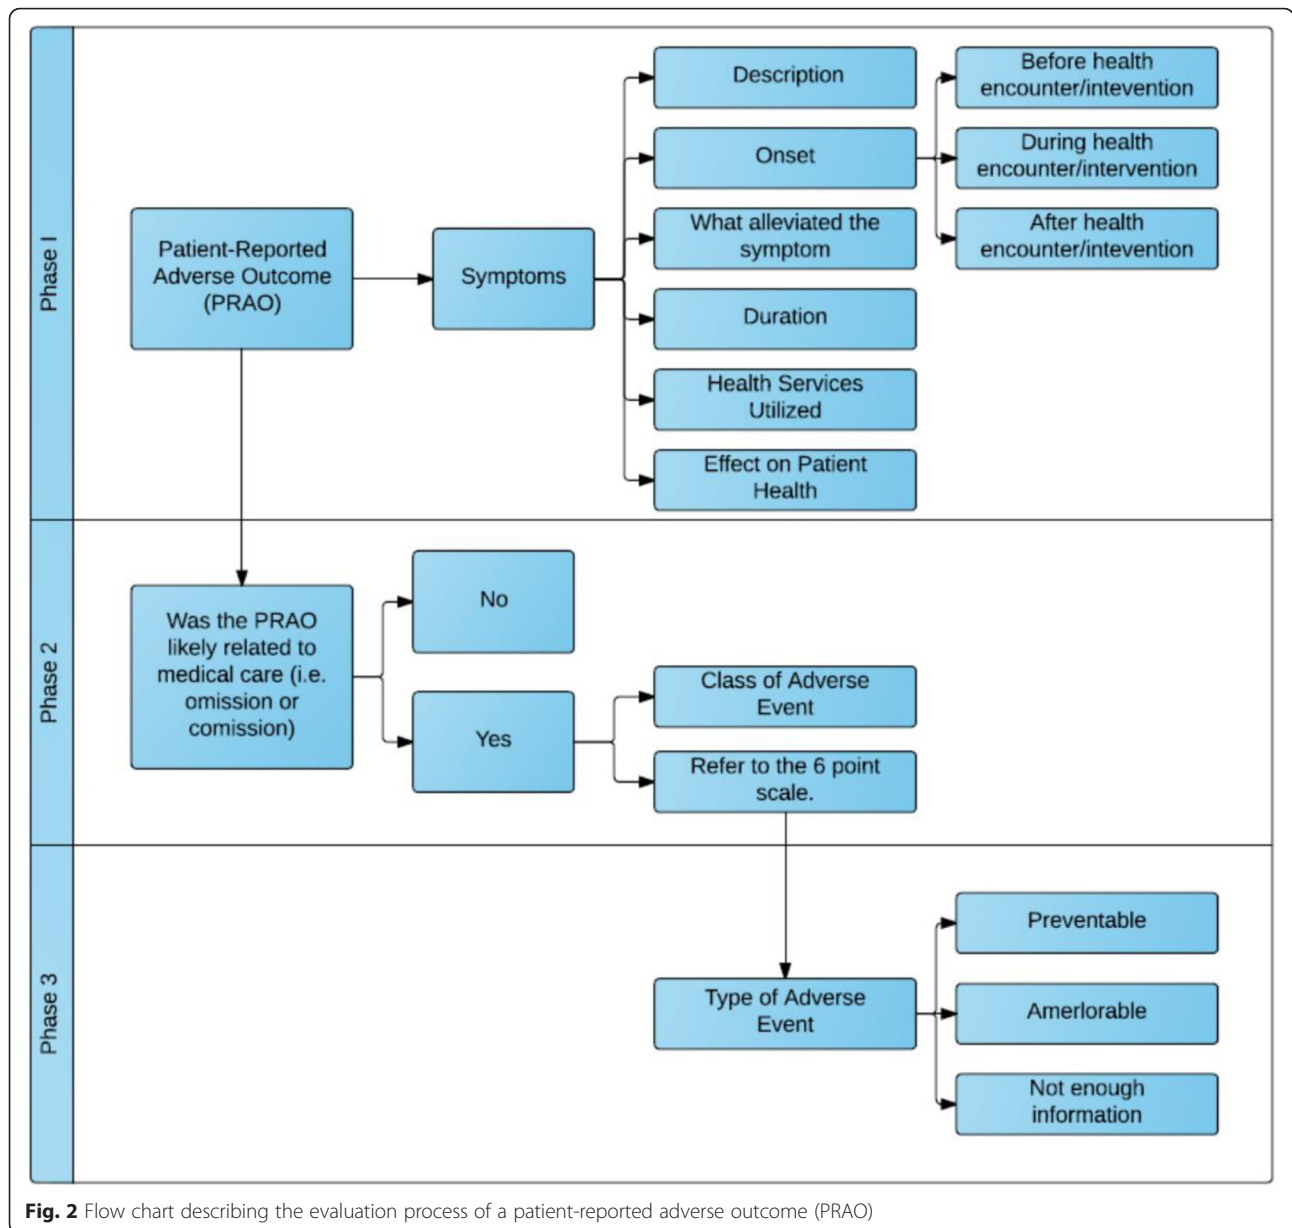 Phase I
Patient-Reported
Adverse Outcome
(PRAO)
Symptoms
Description
Onset
What alleviated the
symptom
Duration
Health Services
Utilized
Effect on Patient
Health
Before health
encounter/intevention
During health
encounter/intervention
After health
encounter/intevention
Phase 2
Was the PRAO
likely related to
medical care (i.e.
omission or
comission)
No
Yes
Class of Adverse
Event
Refer to the 6 point
scale.
Phase 3
Type of Adverse
Event
Preventable
Amerlorable
Not enough
information
Fig. 2 Flow chart describing the evaluation process of a patient-reported adverse outcome (PRAO)